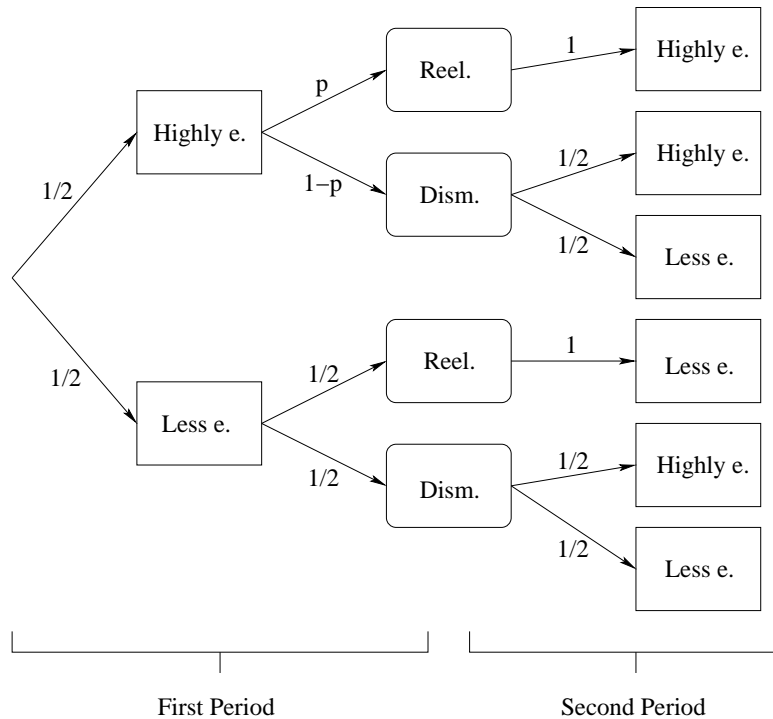 1/2
Highly e.
p
Reel.
1
Highly e.
1−p
Dism.
1/2
Highly e.
1/2
Less e.
1/2
Less e.
1/2
Reel.
1
Less e.
1/2
Dism.
1/2
Highly e.
1/2
Less e.
First Period
Second Period